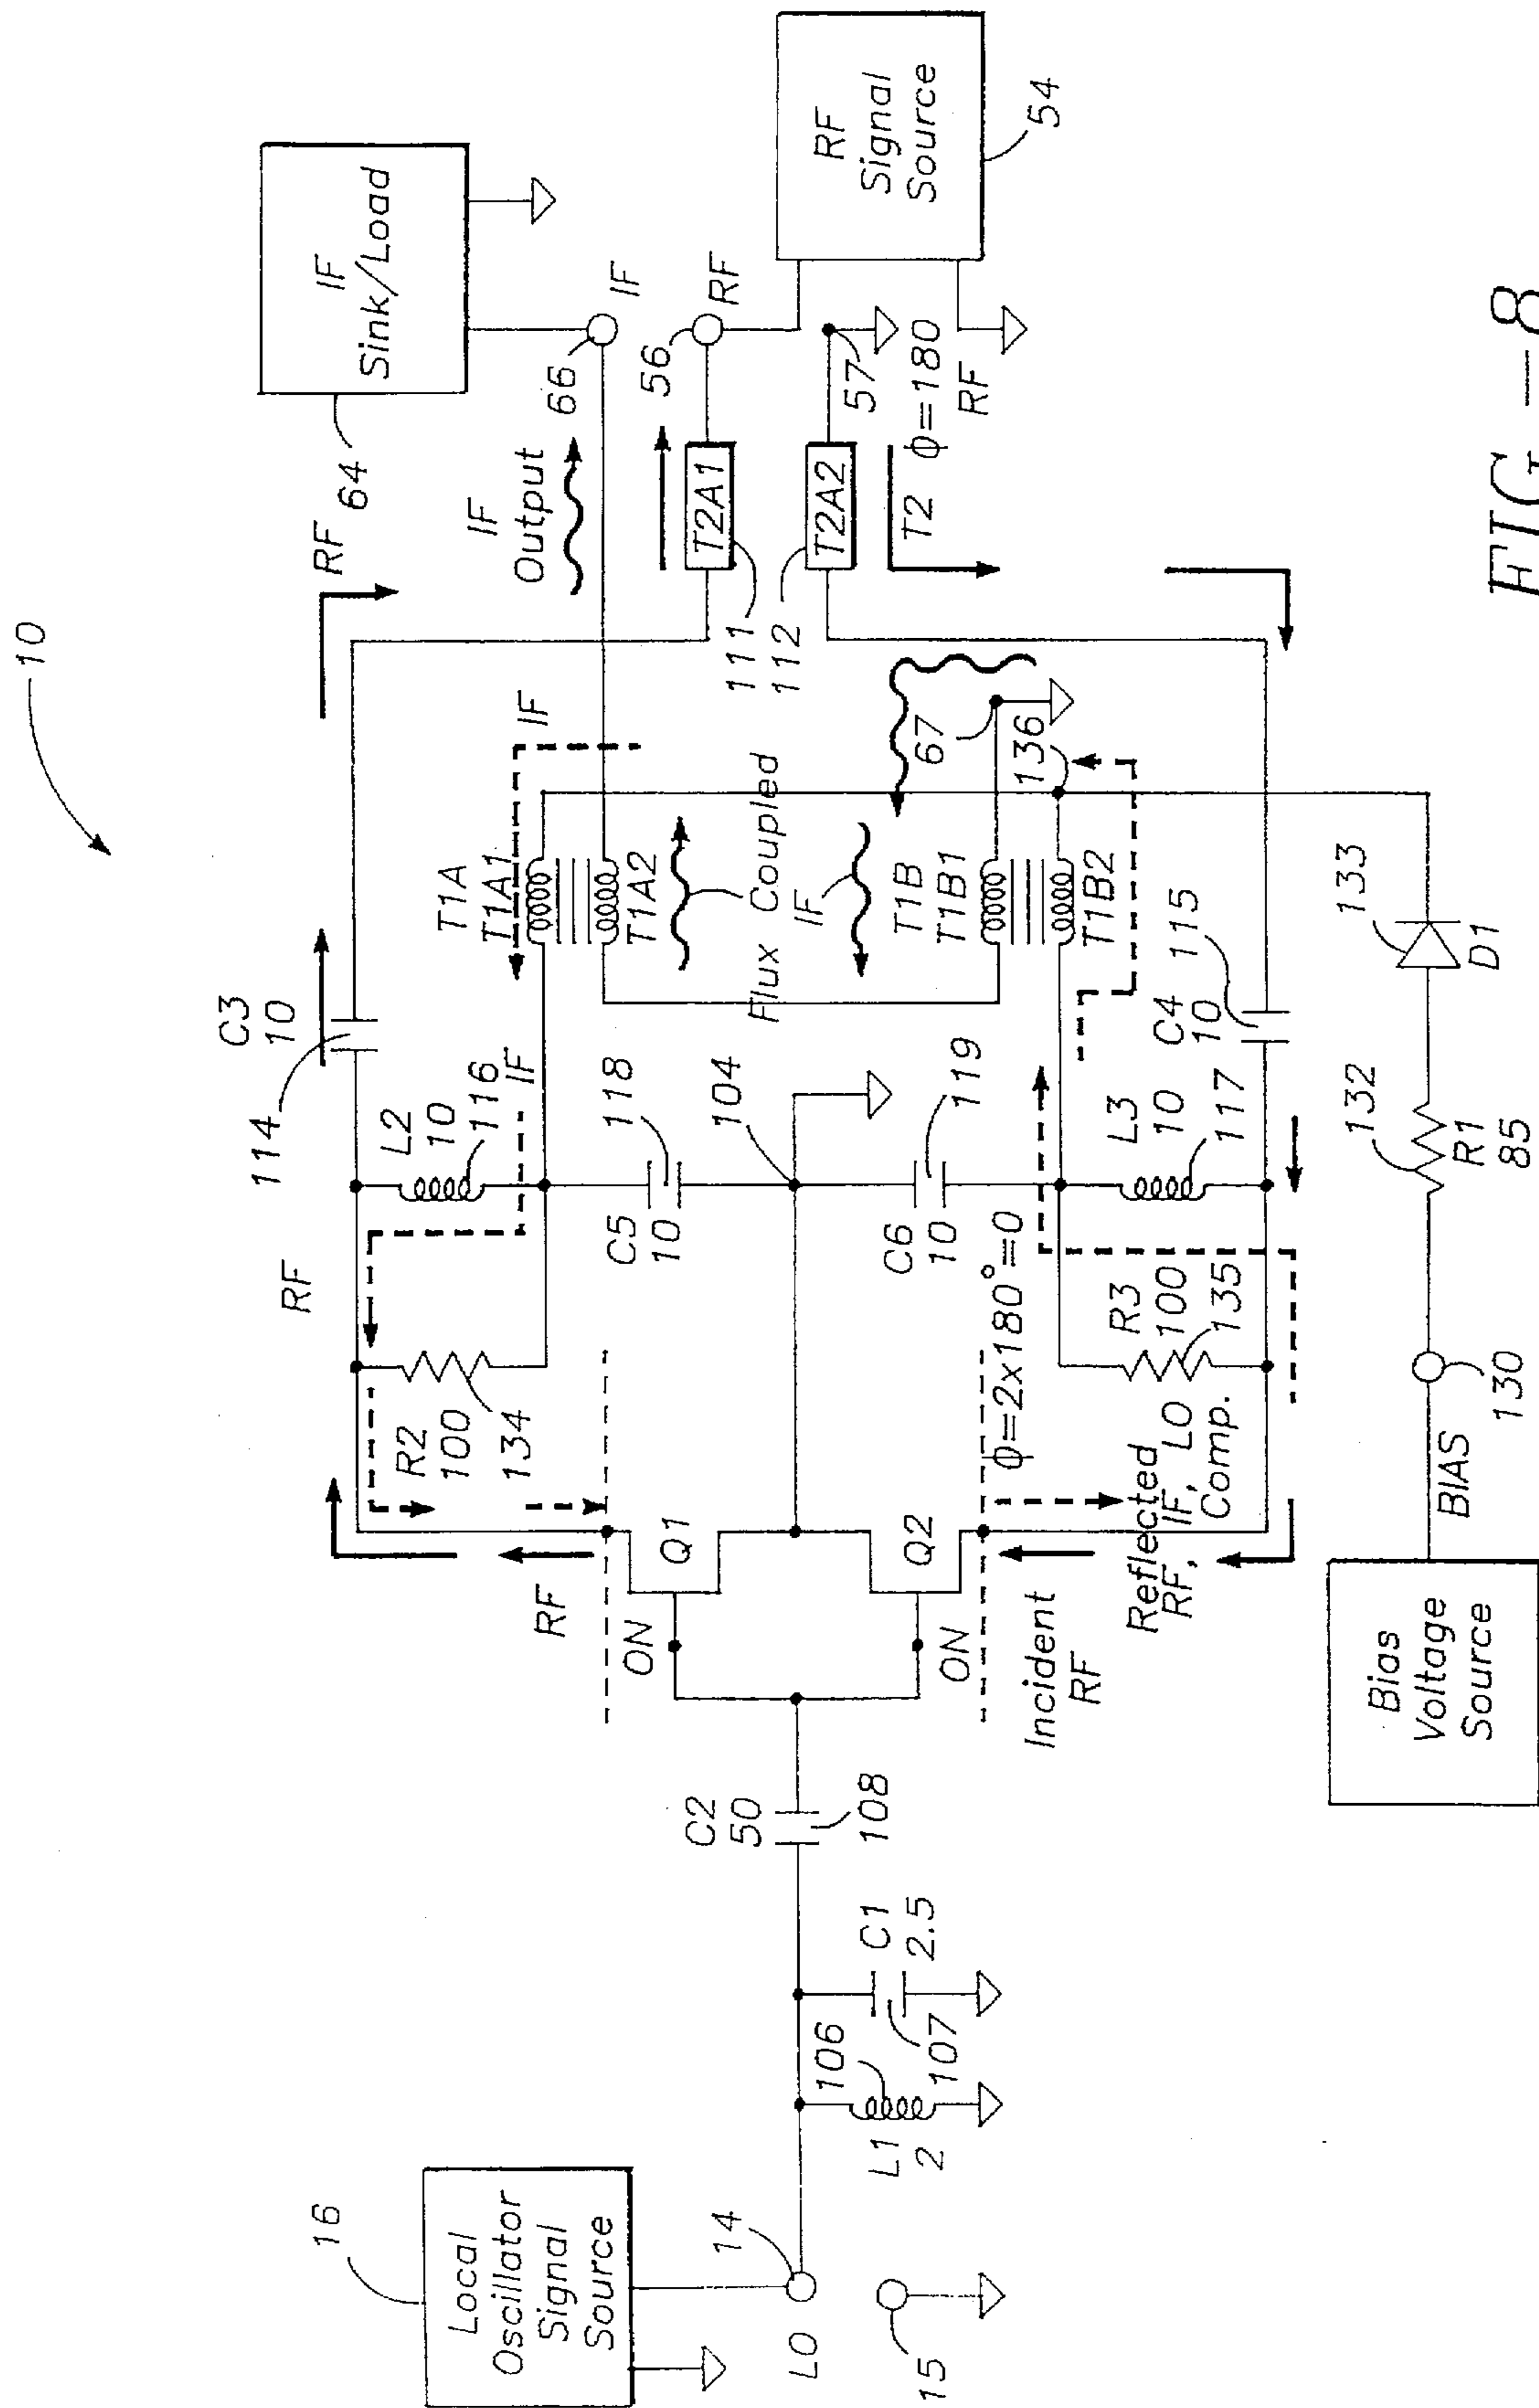 10
16
Local
Oscillator
Signal
Source
14
LO
15
L1
2
106
107
C1
2.5
C2
50
108
RF
RF
ON
Q1
ON
Q2
Incident
RF
φ=2x180°=0
Reflected
RF, IF, LO
Comp.
R2
100
134
R3
100
135
L2
10
116
IF
L3
10
117
C3
10
114
C4
10
115
C5
10
118
104
C6
10
119
T1A
T1A1
T1A2
IF
Flux Coupled
IF
T1B
T1B1
T1B2
67
136
RF
64
IF
Sink/Load
IF
Output
66
IF
56
RF
T2A1
T2A2
111
112
57
T2 φ=180
RF
RF
Signal
Source
54
Bias
Voltage
Source
BIAS
130
132
R1
85
133
D1
FIG-8